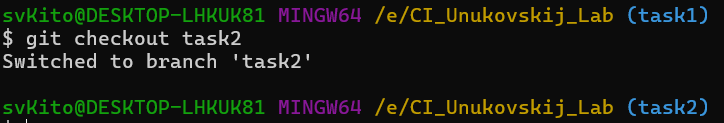 svKito@DESKTOP-LHKUK81 MINGW64 /e/CI_Unukovskij_Lab (task1)
$ git checkout task2
Switched to branch 'task2'
svKito@DESKTOP-LHKUK81 MINGW64 /e/CI_Unukovskij_Lab (task2)